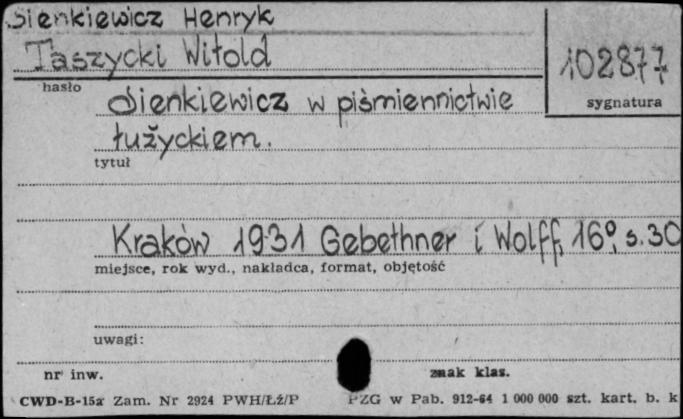 Sienkiewicz Henryk
Taszycki Witold
102877
hasło
sygnatura
Sienkiewicz w piśmiennictwie
łużyckiem.
tytuł
Kraków 1931 Gebethner i Wolff, 16°, s. 30
miejsce, rok wyd., nakładca, format, objętość
uwagi:
nr inw.
znak klas.
CWD-B-15a Zam. Nr 2924 PWH/Łź/P
PZG w Pab. 912-64 1 000 000 szt. kart. b. k